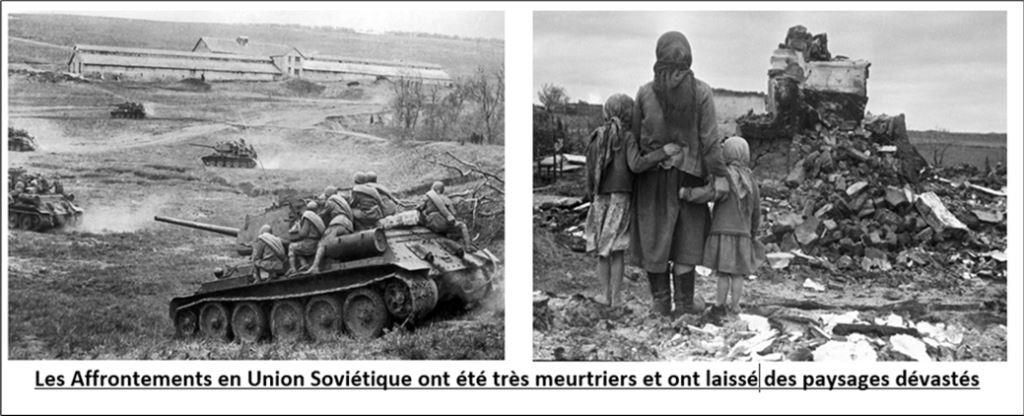 Les Affrontements en Union Soviétique ont été très meurtriers et ont laissé des paysages dévastés